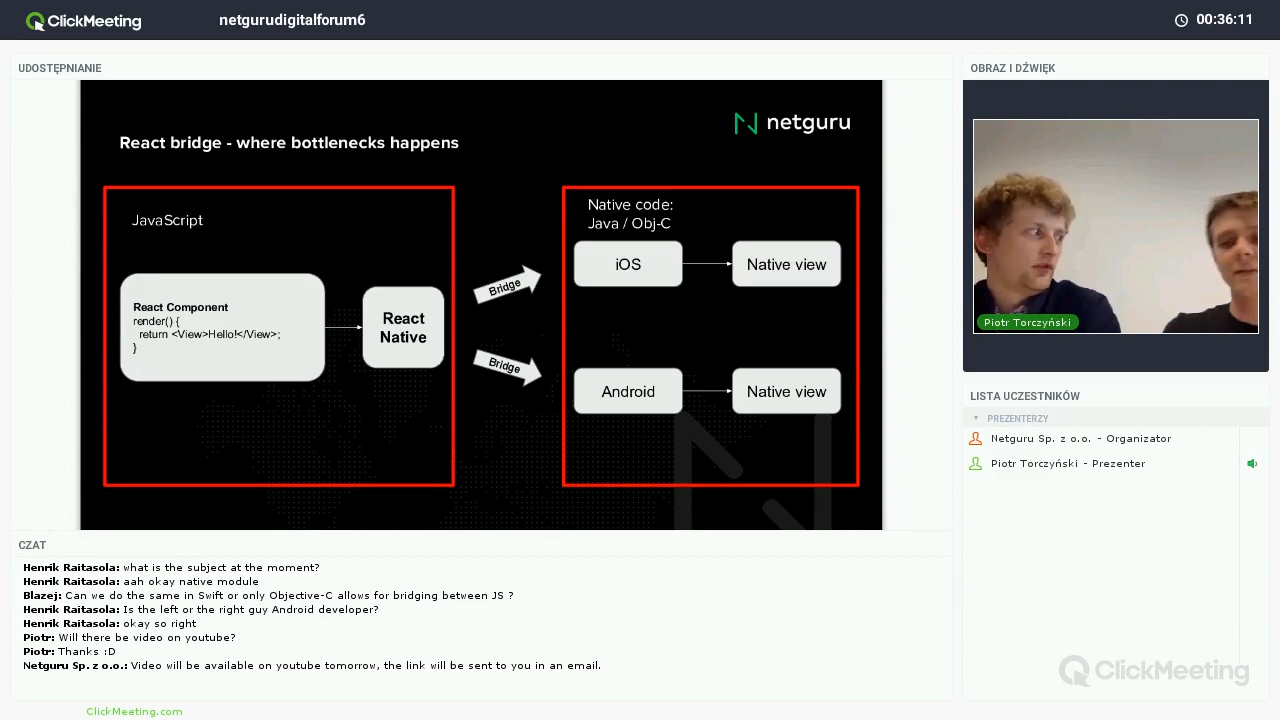 ClickMeeting
netgurudigitalforum6
00:36:11
UDOSTĘPNIANIE
netguru
React bridge - where bottlenecks happens
JavaScript
React Component
render() {
return <View>Hello!</View>;
}
React
Native
Bridge
Bridge
Native code:
Java / Obj-C
iOS
Native view
Android
Native view
CZAT
Henrik Raitasola: what is the subject at the moment?
Henrik Raitasola: aah okay native module
Blazej: Can we do the same in Swift or only Objective-C allows for bridging between JS ?
Henrik Raitasola: Is the left or the right guy Android developer?
Henrik Raitasola: okay so right
Piotr: Will there be video on youtube?
Piotr: Thanks :D
Netguru Sp. z o.o.: Video will be available on youtube tomorrow, the link will be sent to you in an email.
ClickMeeting.com
OBRAZ I DŹWIĘK
Piotr Torczyński
LISTA UCZESTNIKÓW
PREZENTERZY
Netguru Sp. z o.o. - Organizator
Piotr Torczyński - Prezenter
ClickMeeting